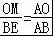 OM/BE = AO/AB